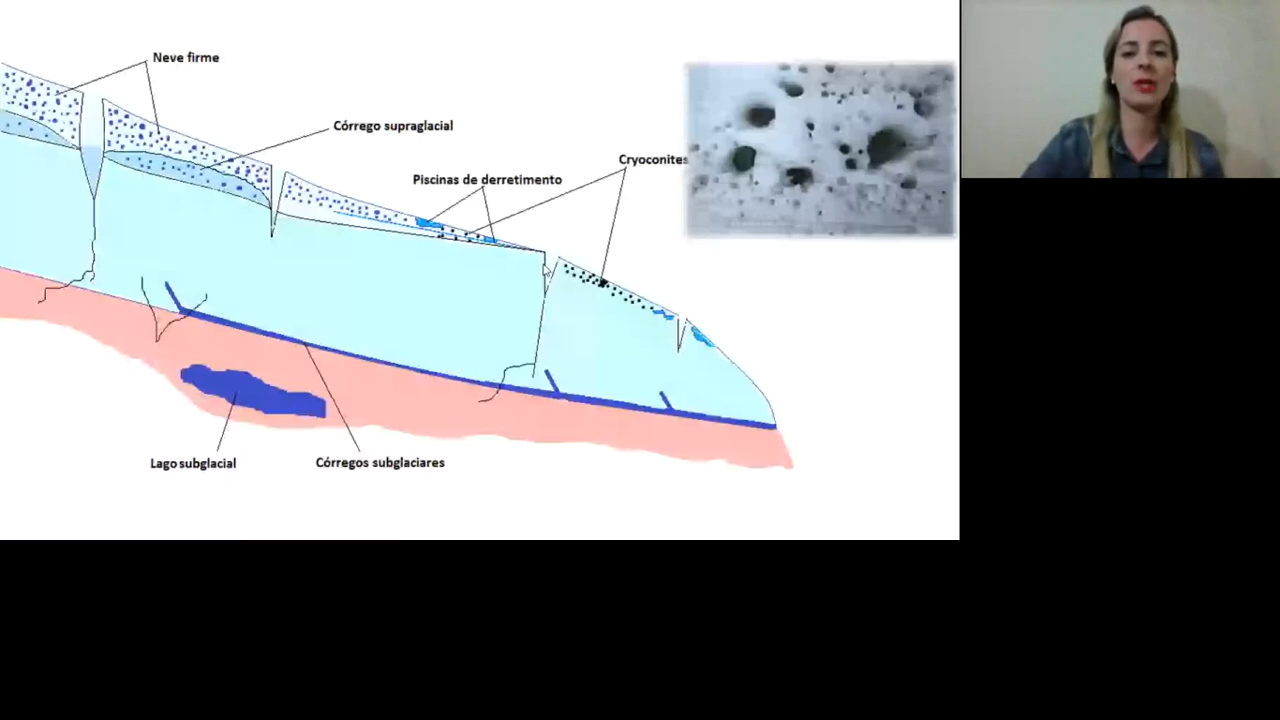 Neve firme
Córrego supraglacial
Cryoconites
Piscinas de derretimento
Lago subglacial
Córregos subglaciares